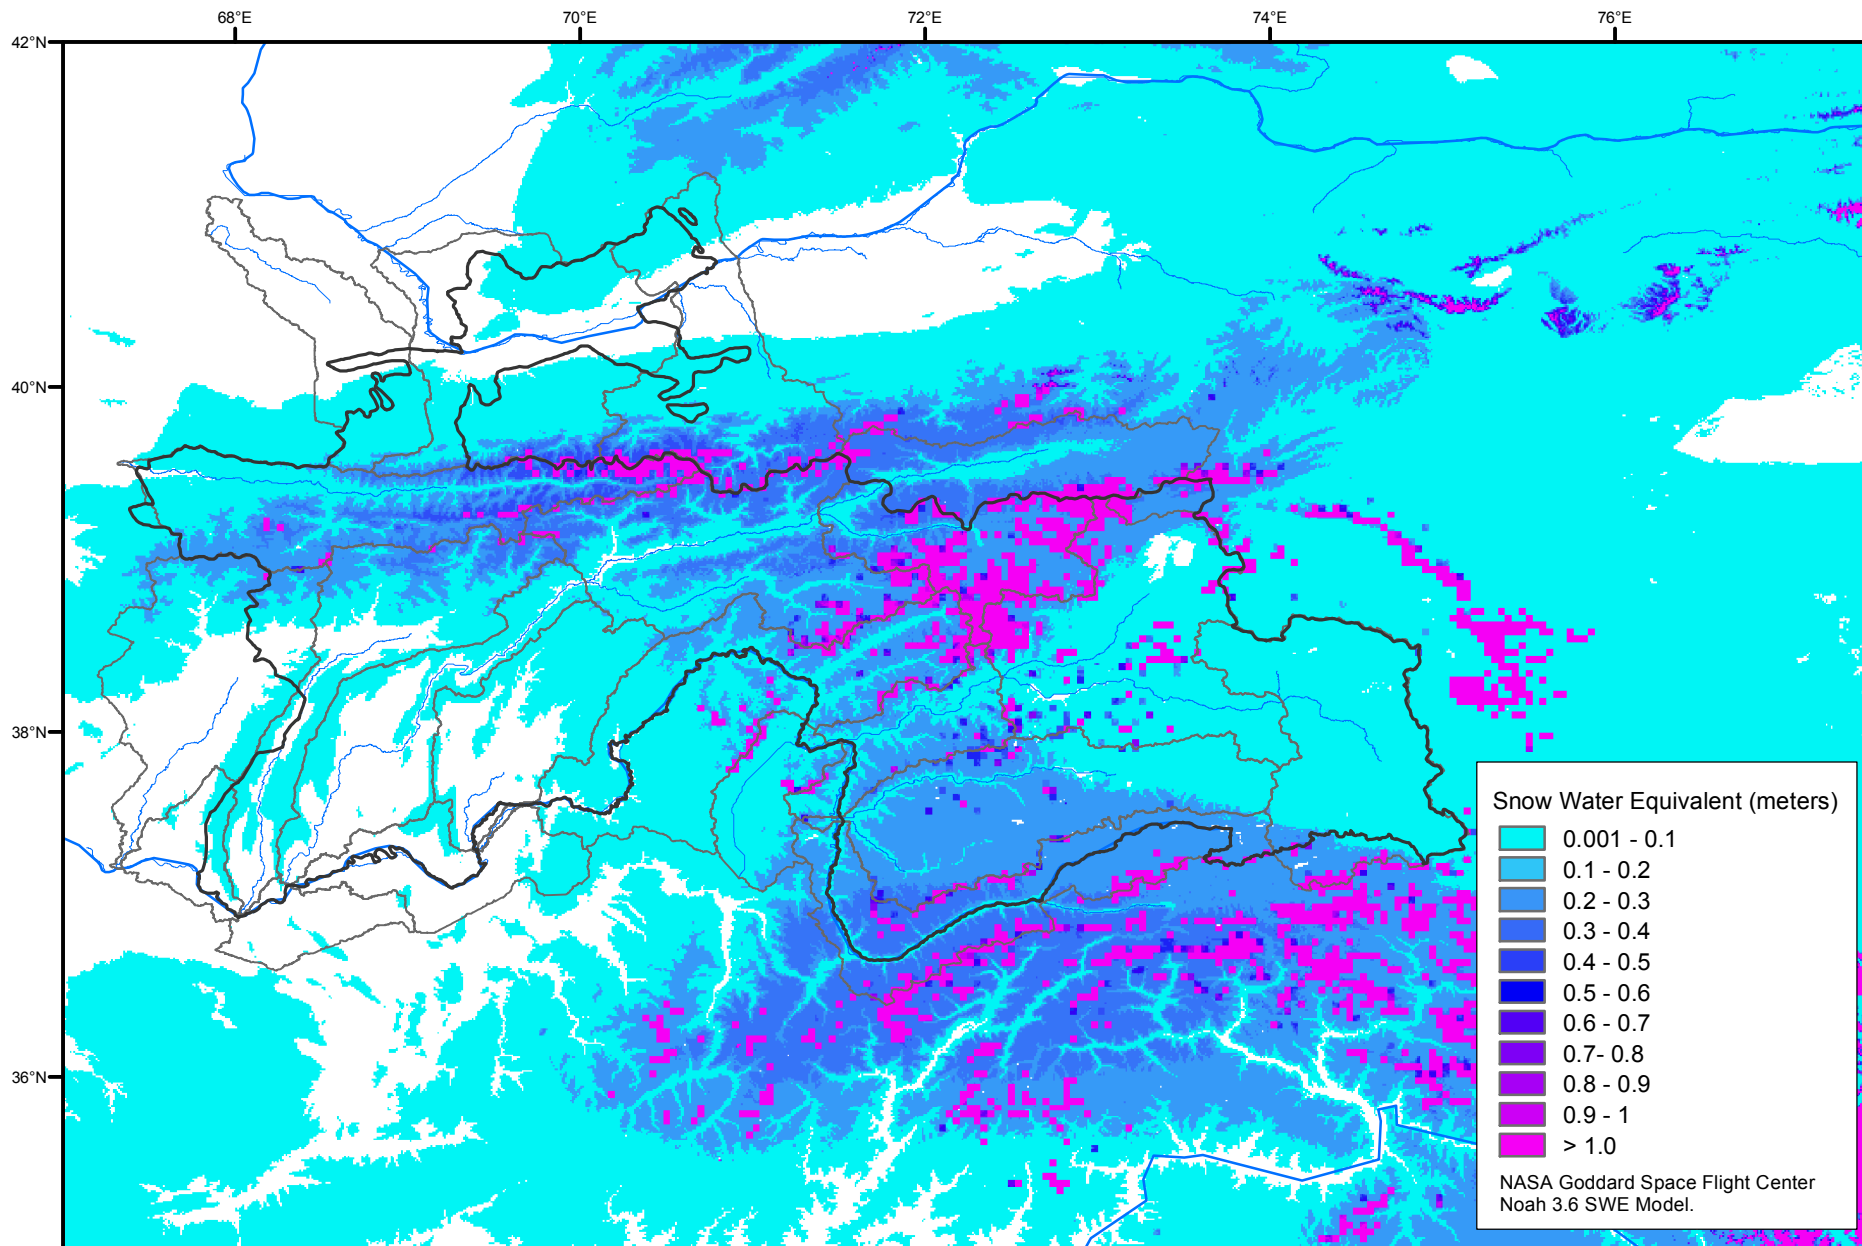 68°E
70°E
72°E
74°E
76°E
42°N
40°N
38°N
36°N
Snow Water Equivalent (meters)
0.001 - 0.1
0.1 - 0.2
0.2 - 0.3
0.3 - 0.4
0.4 - 0.5
0.5 - 0.6
0.6 - 0.7
0.7- 0.8
0.8 - 0.9
0.9 - 1
> 1.0
NASA Goddard Space Flight Center
Noah 3.6 SWE Model.